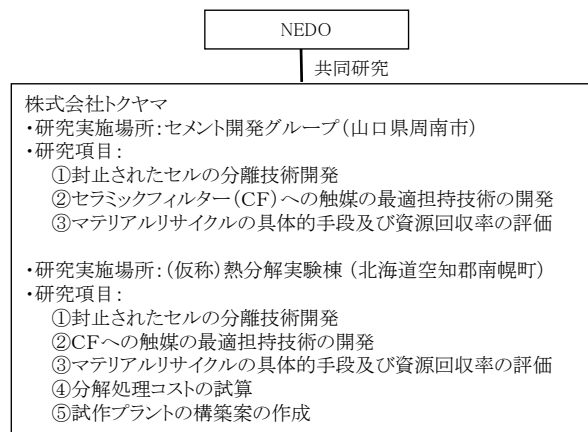 NEDO
共同研究
株式会社トクヤマ
・研究実施場所:セメント開発グループ(山口県周南市)
・研究項目:
①封止されたセルの分離技術開発
②セラミックフィルター(CF)への触媒の最適担持技術の開発
③マテリアルリサイクルの具体的手段及び資源回収率の評価
・研究実施場所:(仮称)熱分解実験棟 (北海道空知郡南幌町)
・研究項目:
①封止されたセルの分離技術開発
②CFへの触媒の最適担持技術の開発
③マテリアルリサイクルの具体的手段及び資源回収率の評価
④分解処理コストの試算
⑤試作プラントの構築案の作成